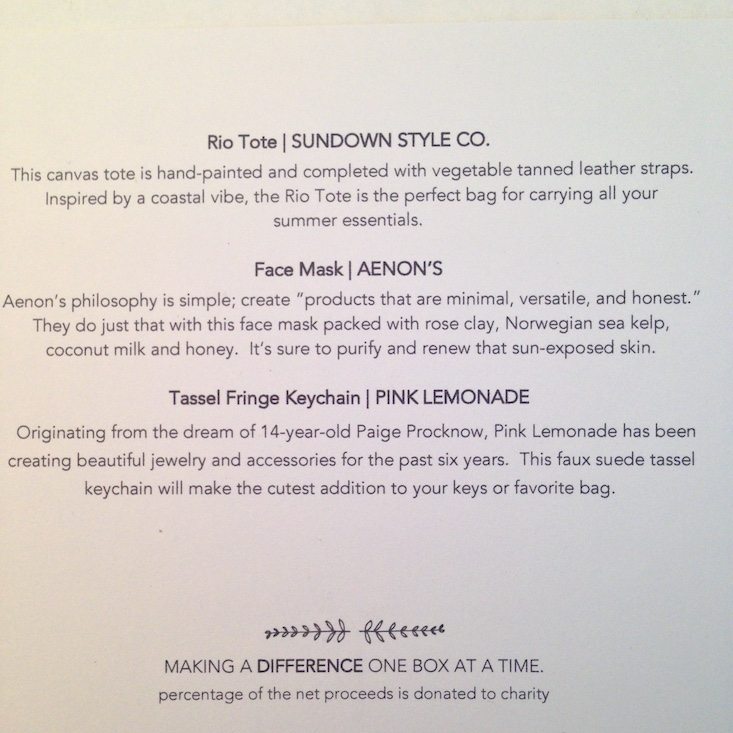 Rio Tote | SUNDOWN STYLE CO.
This canvas tote is hand-painted and completed with vegetable tanned leather straps.
Inspired by a coastal vibe, the Rio Tote is the perfect bag for carrying all your
summer essentials.
Face Mask | AENON'S
Aenon's philosophy is simple; create "products that are minimal, versatile, and honest."
They do just that with this face mask packed with rose clay, Norwegian sea kelp,
coconut milk and honey.  It's sure to purify and renew that sun-exposed skin.
Tassel Fringe Keychain | PINK LEMONADE
Originating from the dream of 14-year-old Paige Procknow, Pink Lemonade has been
creating beautiful jewelry and accessories for the past six years.  This faux suede tassel
keychain will make the cutest addition to your keys or favorite bag.
MAKING A DIFFERENCE ONE BOX AT A TIME.
percentage of the net proceeds is donated to charity